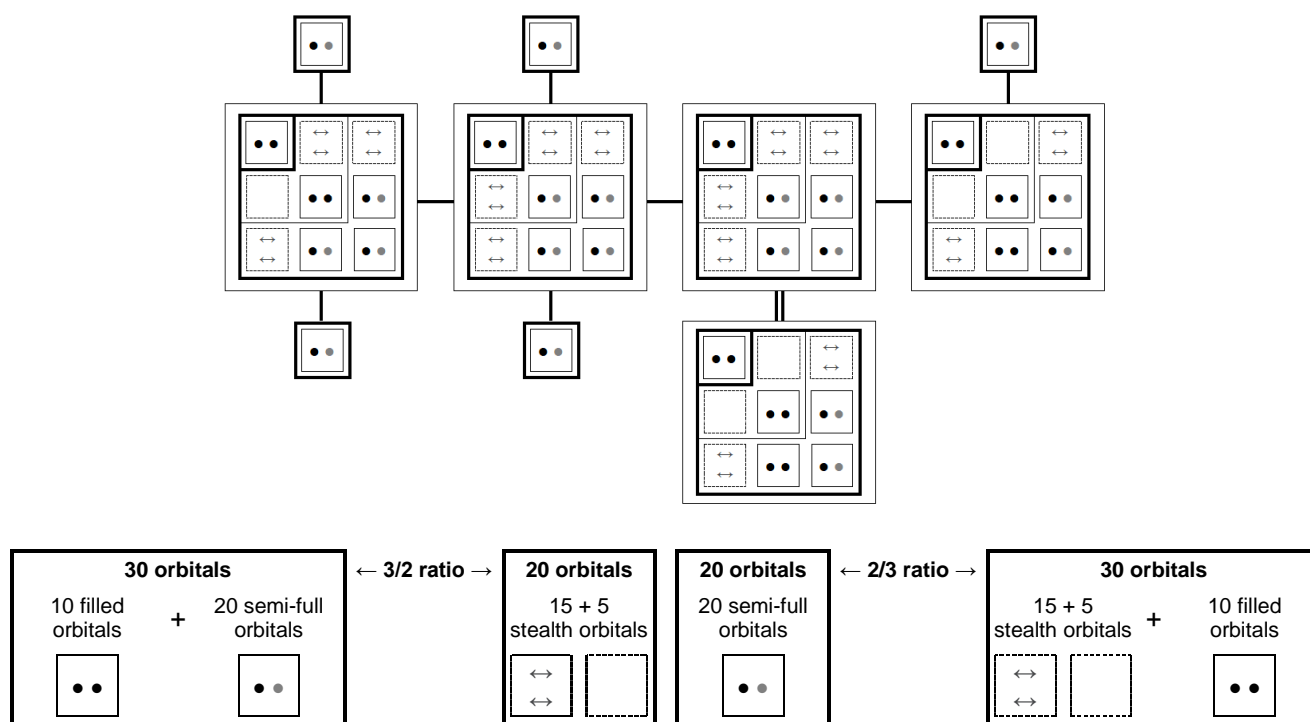 30 orbitals
10 filled
orbitals
+
20 semi-full
orbitals
← 3/2 ratio →
20 orbitals
15 + 5
stealth orbitals
20 orbitals
20 semi-full
orbitals
← 2/3 ratio →
30 orbitals
15 + 5
stealth orbitals
+
10 filled
orbitals